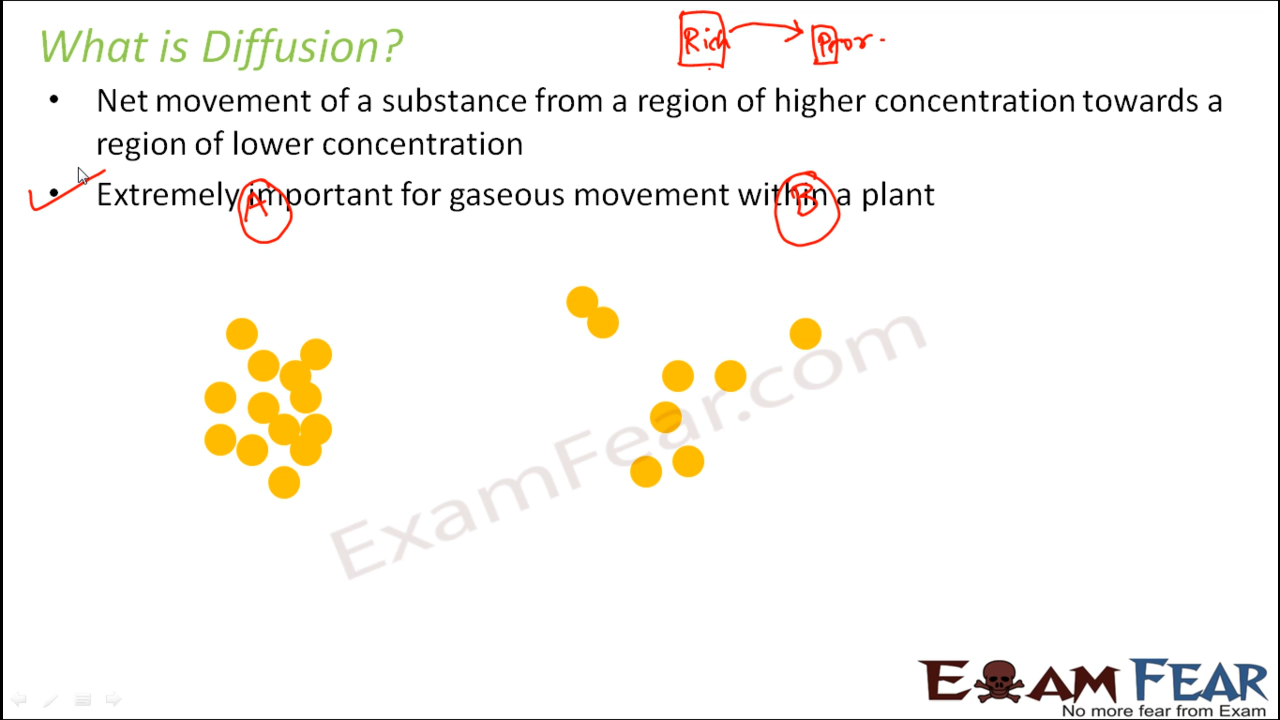 What is Diffusion?
Rich → Poor.
• Net movement of a substance from a region of higher concentration towards a
region of lower concentration
• Extremely important for gaseous movement within a plant
A
B
ExamFear.com
EXAM FEAR
No more fear from Exam